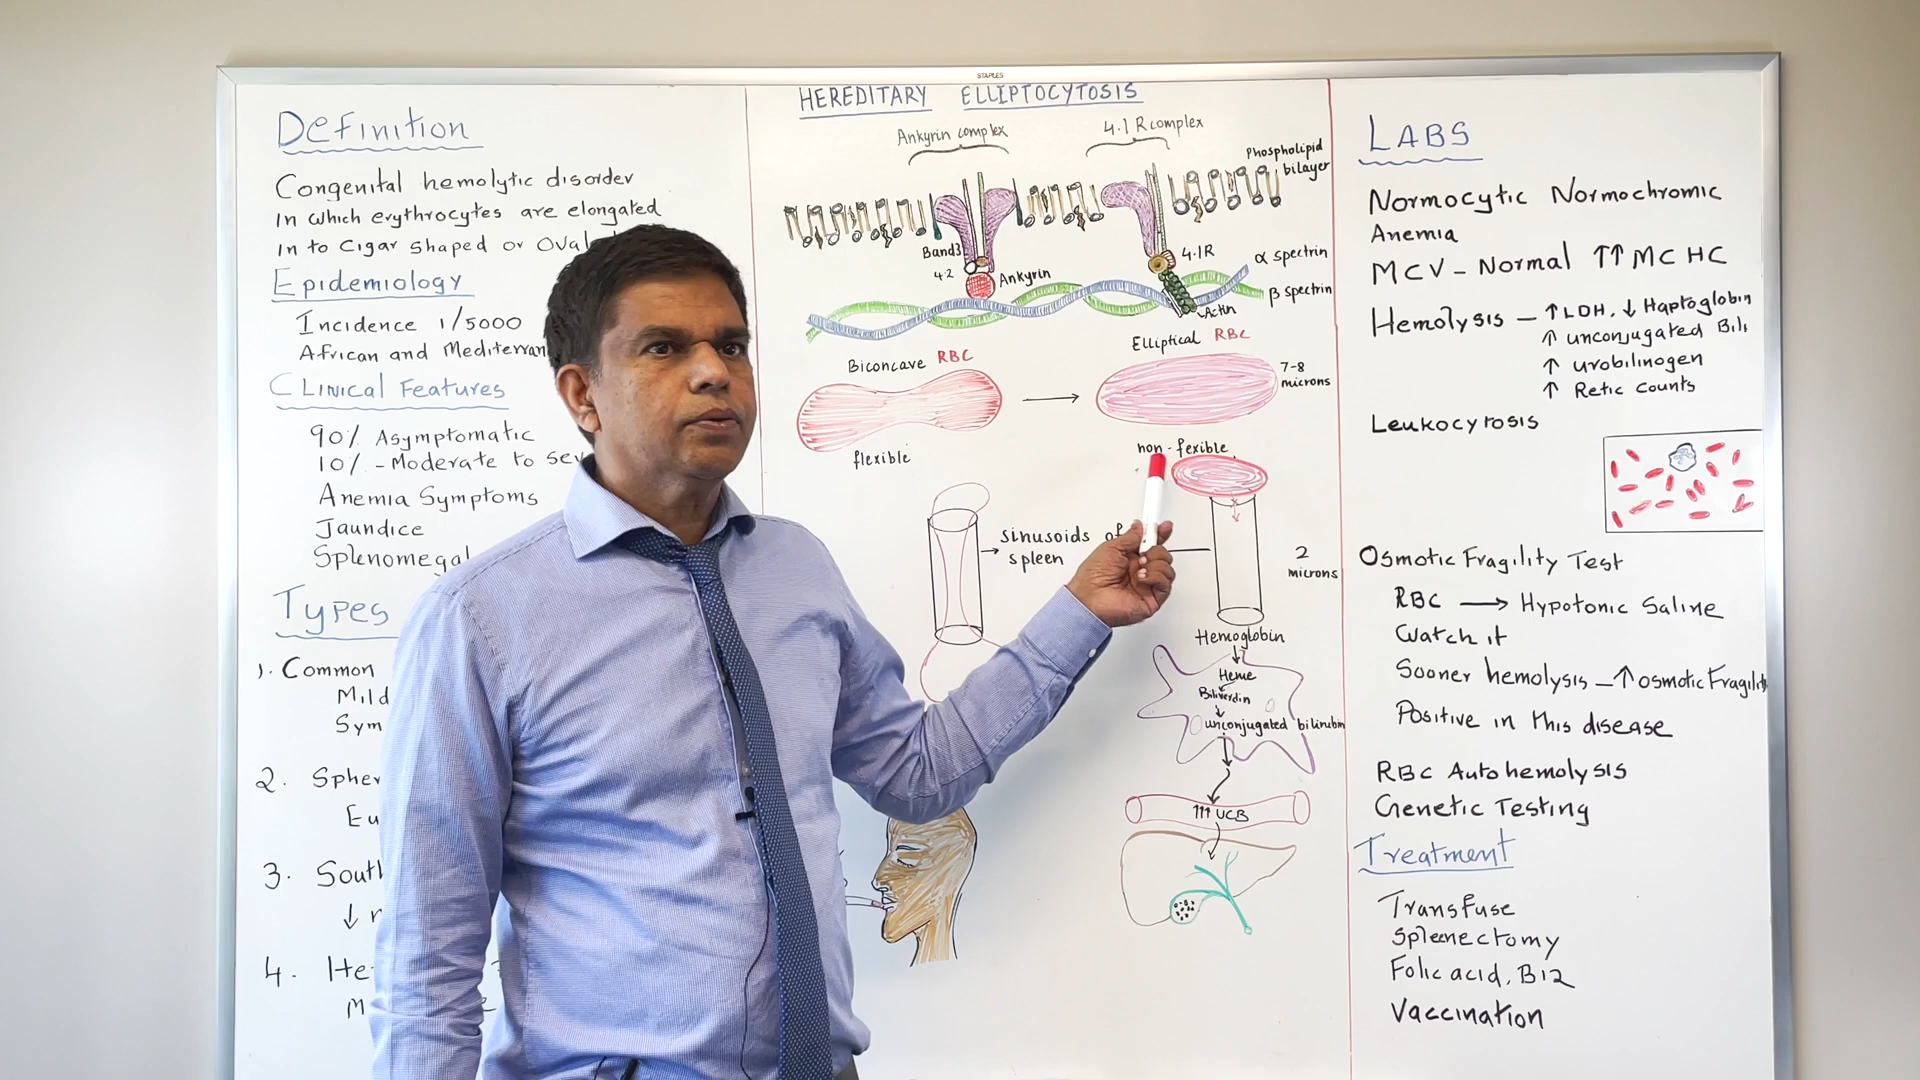 STAPLES
HEREDITARY ELLIPTOCYTOSIS
Definition
Congenital hemolytic disorder
In which erythrocytes are elongated
In to Cigar shaped or Oval
Epidemiology
Incidence 1/5000
African and Mediterran
Clinical Features
90% Asymptomatic
10% - Moderate to sev
Anemia Symptoms
Jaundice
Splenomegal
Types
1. Common
Mild
Sym
2. Spher
Eu
3. South
4. He
Ankyrin complex
4.1 R complex
Phospholipid
bilayer
Band3
4.2
Ankyrin
4.1R
α spectrin
β spectrin
Actin
Biconcave RBC
Elliptical RBC
7-8
microns
flexible
non-fexible
Sinusoids of
spleen
2
microns
Hemoglobin
Heme
Biliverdin
unconjugated bilirubin
↑↑↑ UCB
LABS
Normocytic Normochromic
Anemia
MCV - Normal ↑↑ MCHC
Hemolysis - ↑ LDH, ↓ Haptoglobin
↑ unconjugated Bili
↑ urobilinogen
↑ Retic counts
Leukocytosis
Osmotic Fragility Test
RBC → Hypotonic Saline
Watch it
Sooner hemolysis - ↑ osmotic Fragility
Positive in this disease
RBC Autohemolysis
Genetic Testing
Treatment
Transfuse
Splenectomy
Folic acid, B12
Vaccination